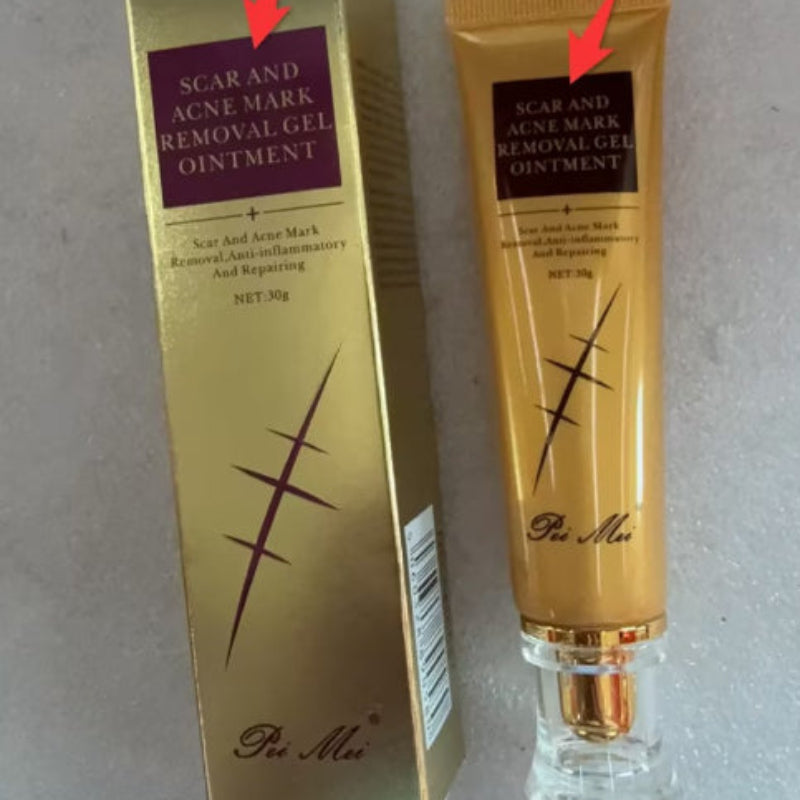 SCAR AND
ACNE MARK
REMOVAL GEL
OINTMENT
Scar And Acne Mark
Removal,Anti-inflammatory
And Repairing
NET:30g
Pei Mei
SCAR AND
ACNE MARK
REMOVAL GEL
OINTMENT
Scar And Acne Mark
Removal,Anti-inflammatory
And Repairing
NET:30g
Pei Mei